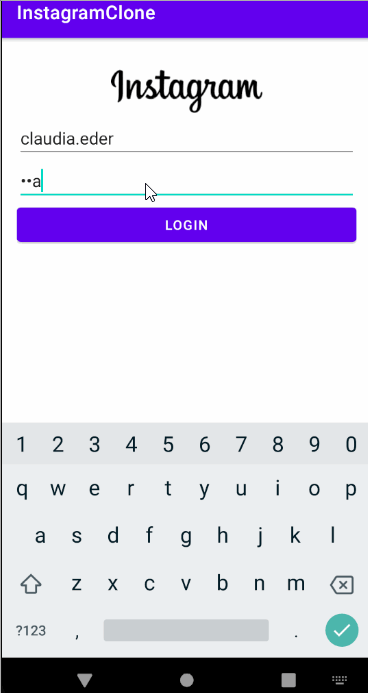 InstagramClone
Instagram
claudia.eder
••a
LOGIN
1 2 3 4 5 6 7 8 9 0
q w e r t y u i o p
a s d f g h j k l
z x c v b n m
?123 , .